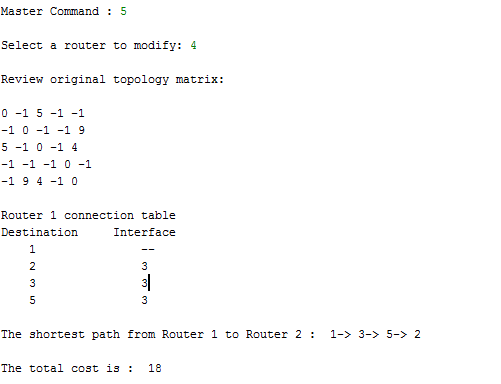 Master Command : 5
Select a router to modify: 4
Review original topology matrix:
0 -1 5 -1 -1
-1 0 -1 -1 9
5 -1 0 -1 4
-1 -1 -1 0 -1
-1 9 4 -1 0
Router 1 connection table
Destination Interface
1 --
2 3
3 3
5 3
The shortest path from Router 1 to Router 2 : 1-> 3-> 5-> 2
The total cost is : 18